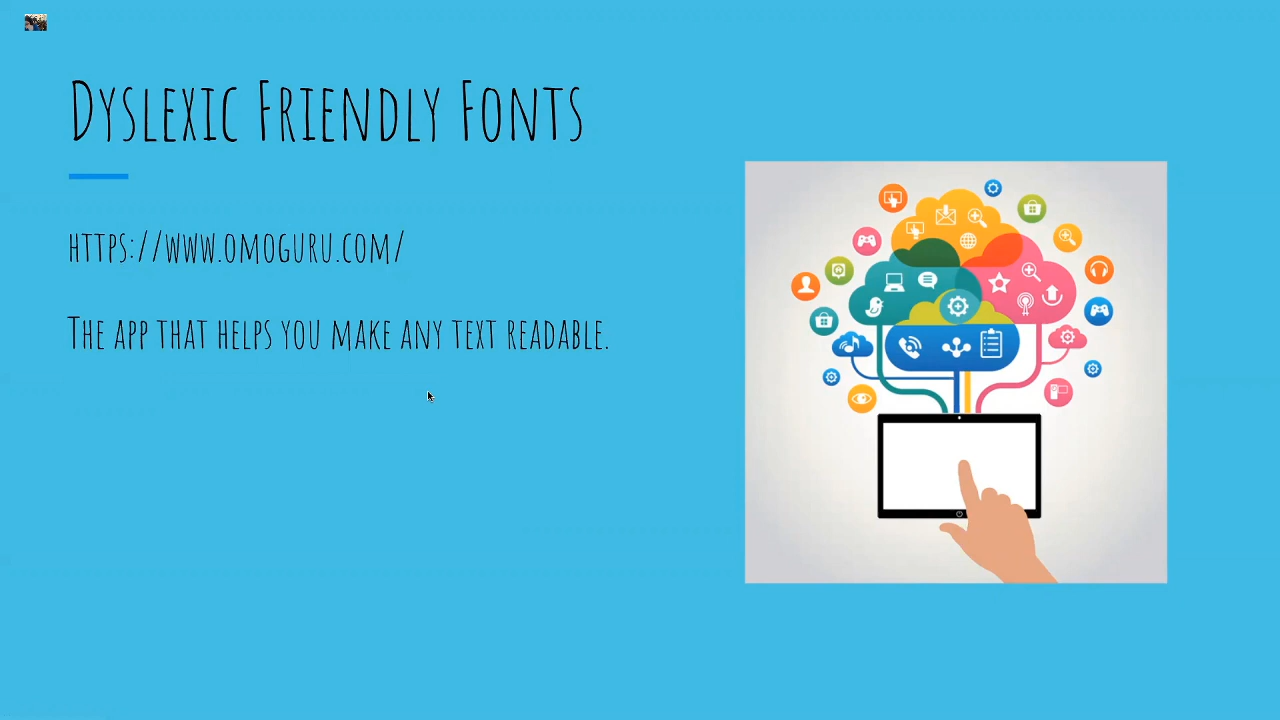 Dyslexic Friendly Fonts
https://www.omoguru.com/
The app that helps you make any text readable.